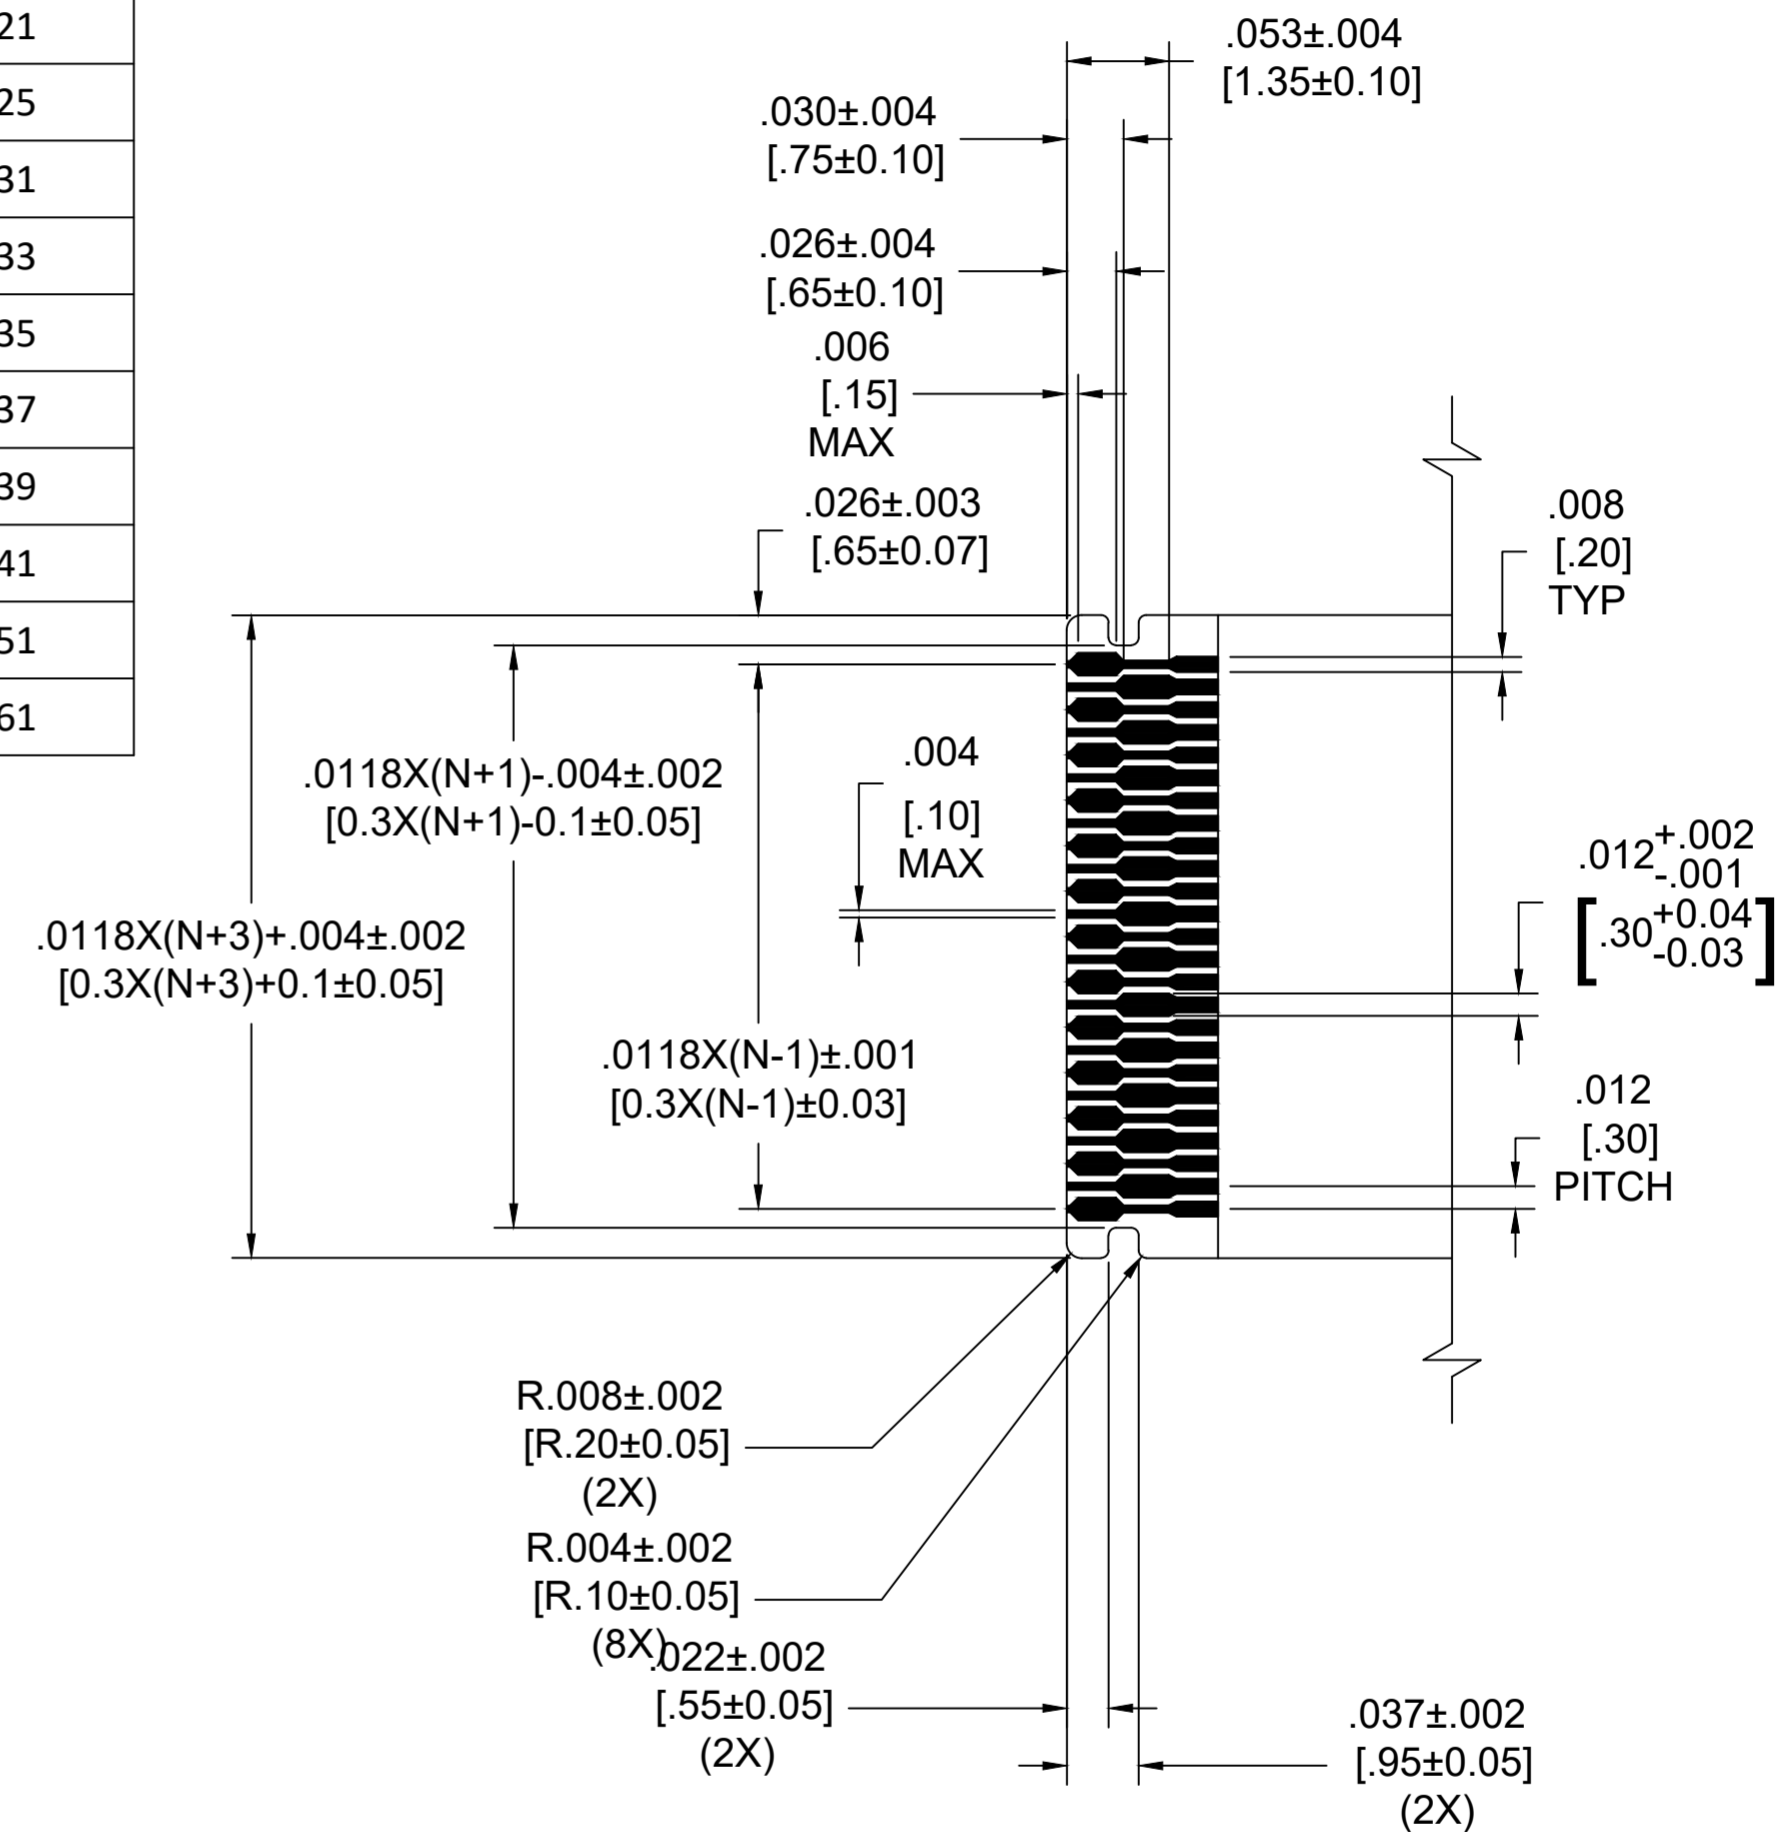 21
25
31
33
35
37
39
41
51
61
.053±.004
[1.35±0.10]
.030±.004
[.75±0.10]
.026±.004
[.65±0.10]
.006
[.15]
MAX
.026±.003
[.65±0.07]
.008
[.20]
TYP
.0118X(N+1)-.004±.002
[0.3X(N+1)-0.1±0.05]
.004
[.10]
MAX
.012+.002
-.001
[.30+0.04
-0.03]
.0118X(N+3)+.004±.002
[0.3X(N+3)+0.1±0.05]
.0118X(N-1)±.001
[0.3X(N-1)±0.03]
.012
[.30]
PITCH
R.008±.002
[R.20±0.05]
(2X)
R.004±.002
[R.10±0.05]
(8X)
.022±.002
[.55±0.05]
(2X)
.037±.002
[.95±0.05]
(2X)